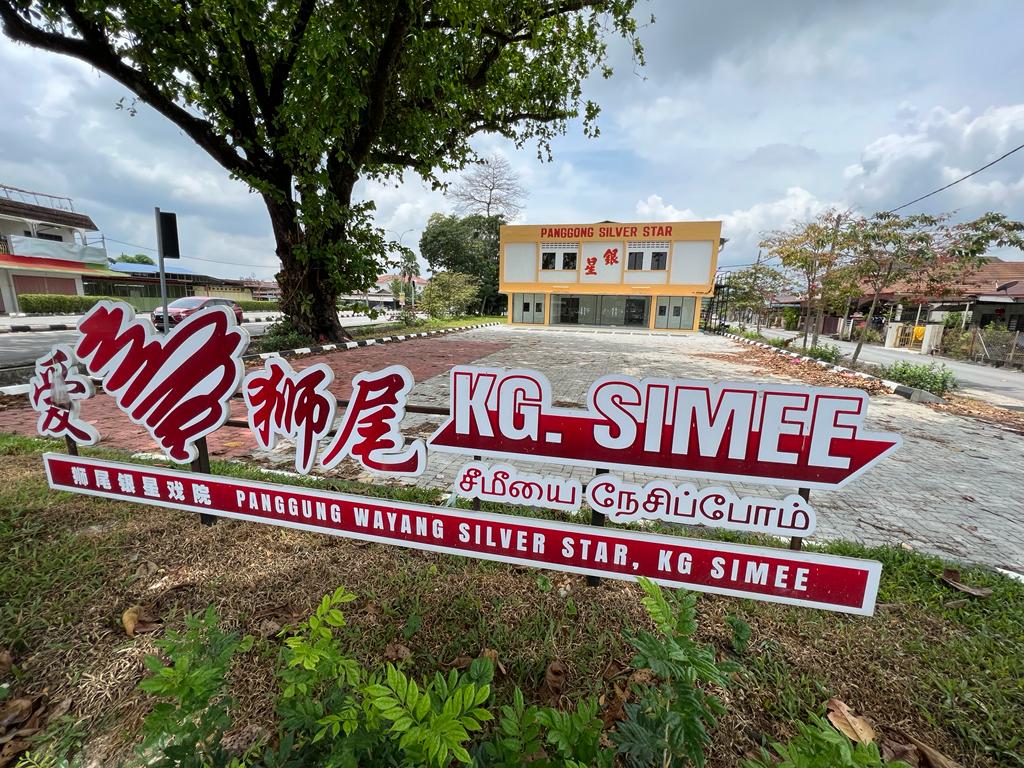 PANGGONG SILVER STAR
銀
星
爱 狮尾 KG. SIMEE
சீமீயை நேசிப்போம்
狮尾银星戏院 PANGGUNG WAYANG SILVER STAR, KG SIMEE